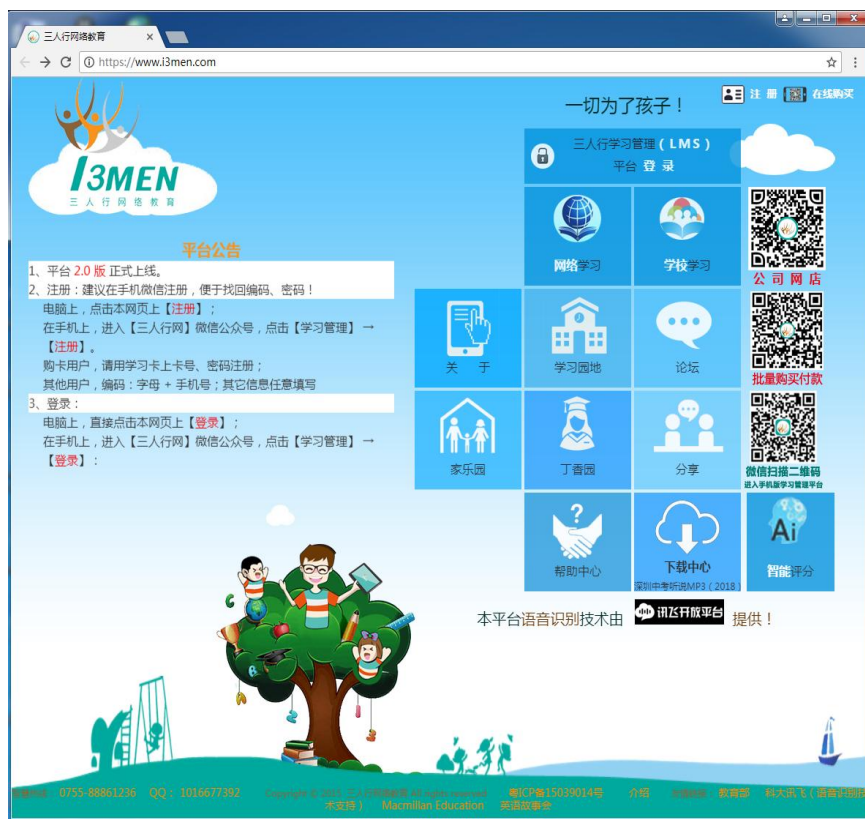 三人行网络教育
https://www.i3men.com
一切为了孩子！
注 册
在线购买
i3MEN
三人行网络教育
三人行学习管理(LMS)
平台 登 录
网络学习
学校学习
公司网店
平台公告
1、平台 2.0 版 正式上线。
2、注册：建议在手机微信注册，便于找回编码、密码！
电脑上，点击本网页上【注册】；
在手机上，进入【三人行网】微信公众号，点击【学习管理】→
【注册】。
购卡用户，请用学习卡上卡号、密码注册；
其他用户，编码：字母 + 手机号；其它信息任意填写
3、登录：
电脑上，直接点击本网页上【登录】；
在手机上，进入【三人行网】微信公众号，点击【学习管理】→
【登录】：
关 于
学习园地
论坛
批量购买付款
家乐园
丁香园
分享
微信扫描二维码
进入手机版学习管理平台
帮助中心
下载中心
深圳中考听说MP3（2018）
Ai
智能评分
本平台语音识别技术由 讯飞开放平台 提供！
0755-88861236 QQ：1016677392 Copyright © 2015 三人行网络教育 All rights reserved 粤ICP备15039014号 介绍 教育部 科大讯飞（语音识别技
术支持） Macmillan Education 英语故事会